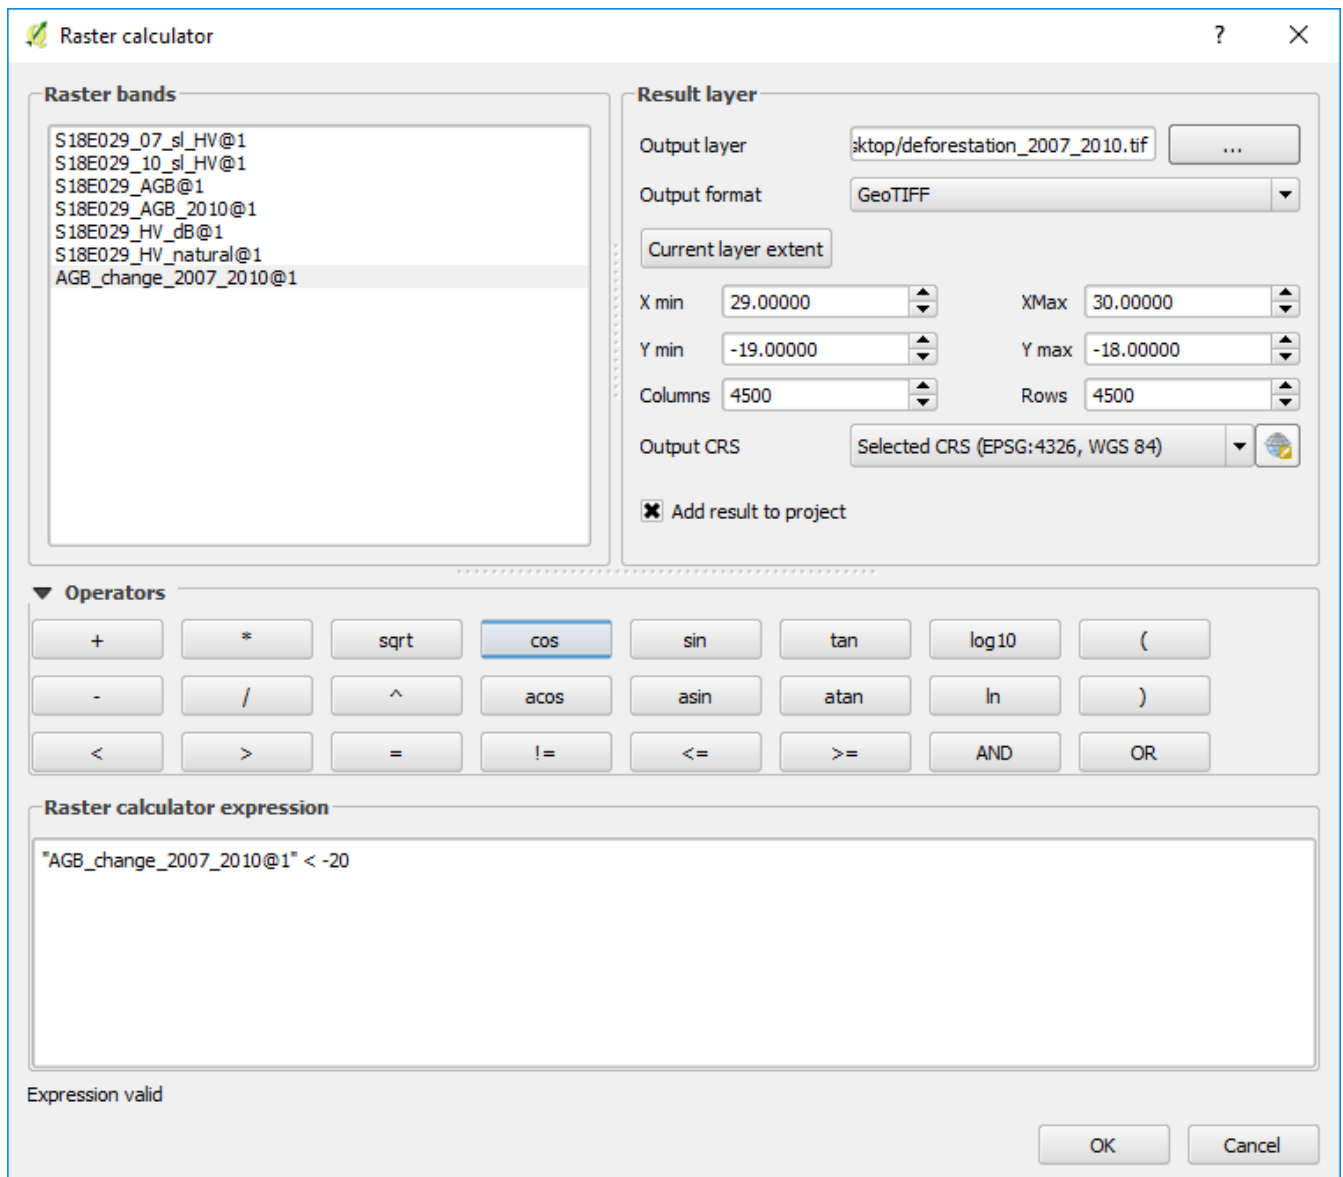 Raster calculator
?
Raster bands
S18E029_07_sl_HV@1
S18E029_10_sl_HV@1
S18E029_AGB@1
S18E029_AGB_2010@1
S18E029_HV_dB@1
S18E029_HV_natural@1
AGB_change_2007_2010@1
Result layer
Output layer sktop/deforestation_2007_2010.tif ...
Output format GeoTIFF
Current layer extent
X min 29.00000 XMax 30.00000
Y min -19.00000 Y max -18.00000
Columns 4500 Rows 4500
Output CRS Selected CRS (EPSG:4326, WGS 84)
Add result to project
Operators
+ * sqrt cos sin tan log10 (
- / ^ acos asin atan ln )
< > = != <= >= AND OR
Raster calculator expression
"AGB_change_2007_2010@1" < -20
Expression valid
OK Cancel